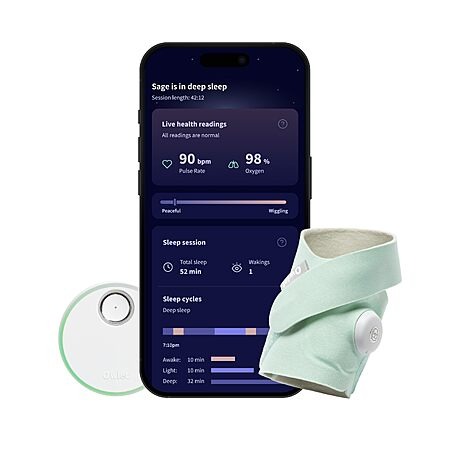 Sage is in deep sleep
Session length: 42:12
Live health readings
All readings are normal
90 bpm
Pulse Rate
98 %
Oxygen
Peaceful
Wiggling
Sleep session
Total sleep
52 min
Wakings
1
Sleep cycles
Deep sleep
7:10pm
Awake: 10 min
Light: 10 min
Deep: 32 min
Owlet